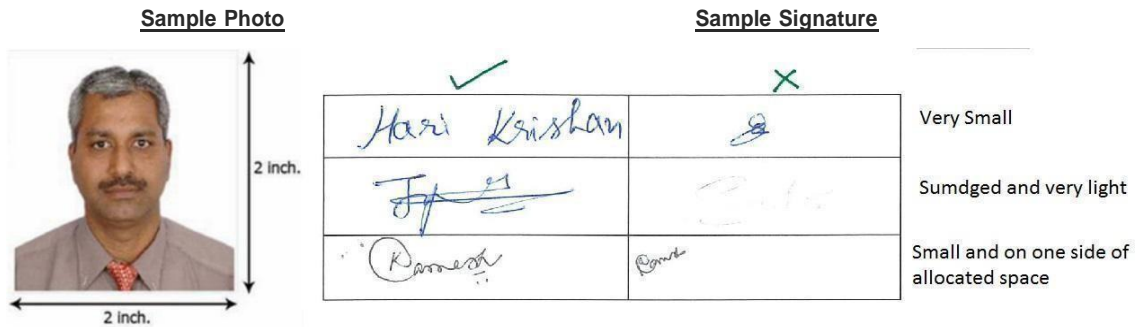 Sample Photo
Sample Signature
Hari Krishan
Very Small
2 inch.
Sumdged and very light
Ramesh
Small and on one side of
allocated space
2 inch.